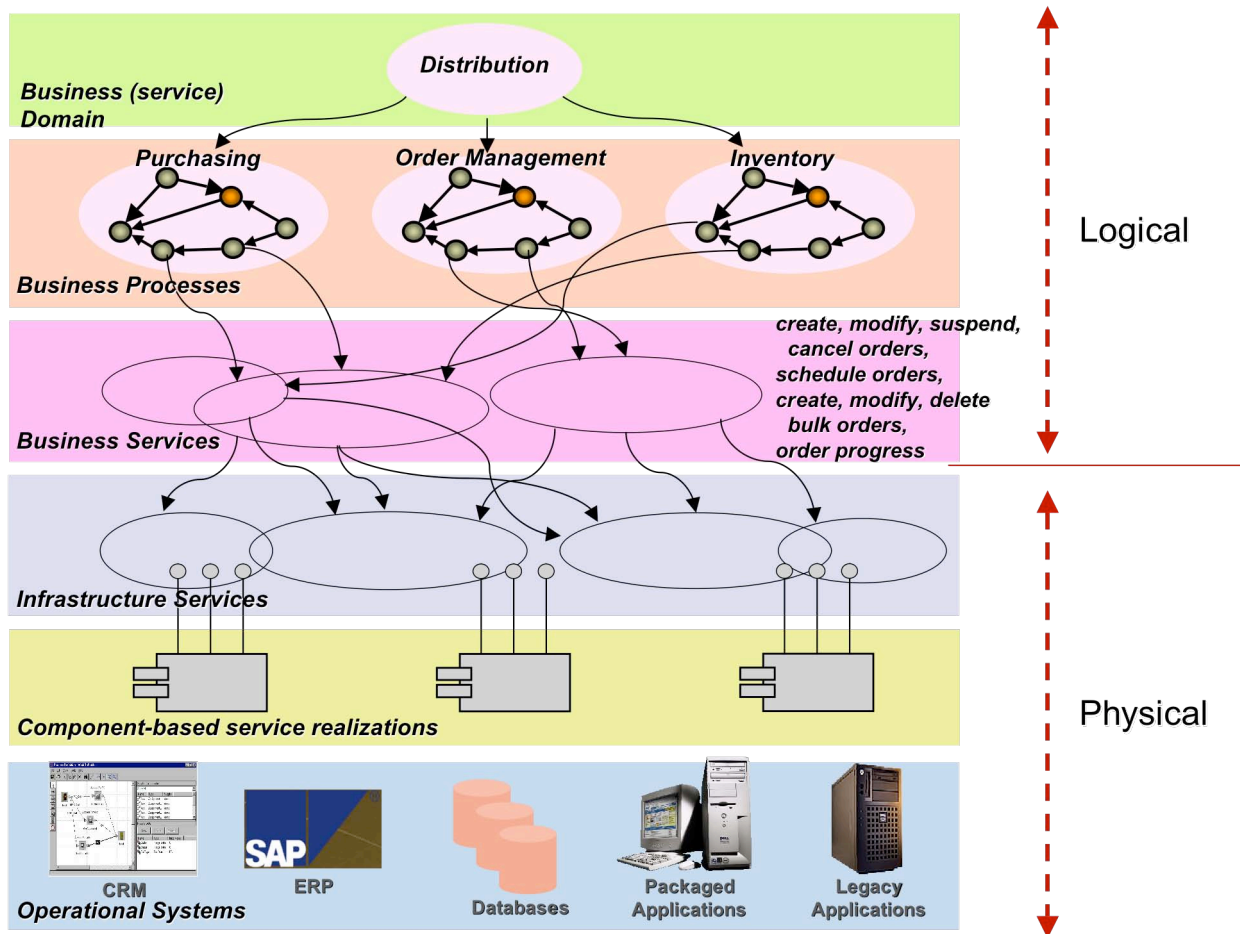 Distribution
Business (service)
Domain
Purchasing
Order Management
Inventory
Business Processes
Logical
create, modify, suspend,
cancel orders,
schedule orders,
create, modify, delete
bulk orders,
order progress
Business Services
Infrastructure Services
Component-based service realizations
Physical
SAP
®
CRM
ERP
Databases
Packaged
Applications
Legacy
Applications
Operational Systems